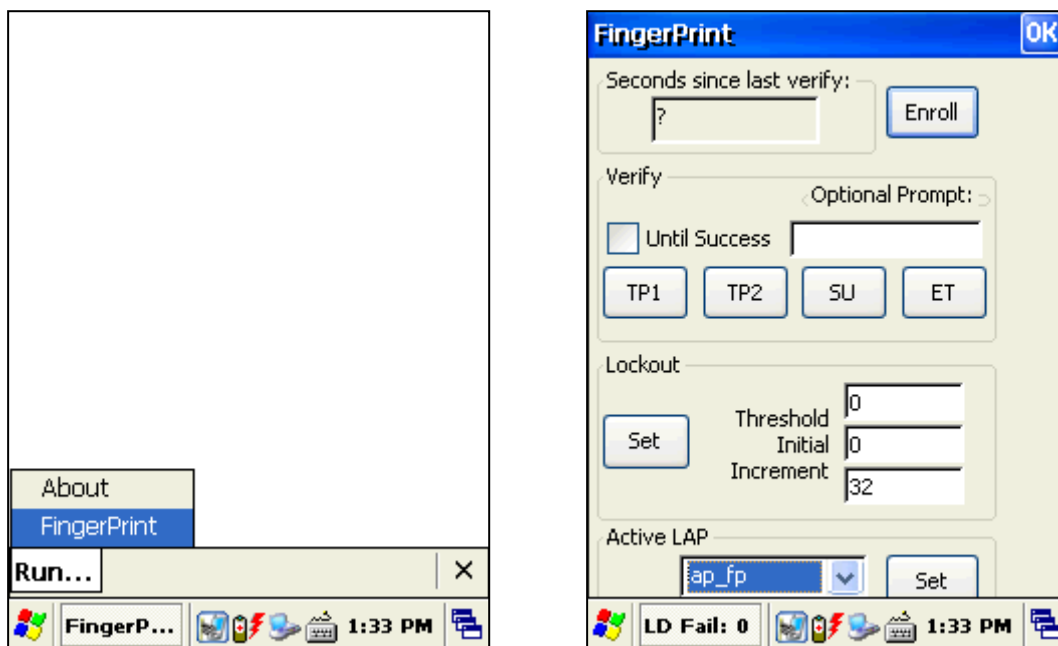 About
FingerPrint
Run...
FingerP...
1:33 PM
FingerPrint
OK
Seconds since last verify:
?
Enroll
Verify
Optional Prompt:
Until Success
TP1 TP2 SU ET
Lockout
Set
Threshold 0
Initial 0
Increment 32
Active LAP
ap_fp
Set
LD Fail: 0
1:33 PM